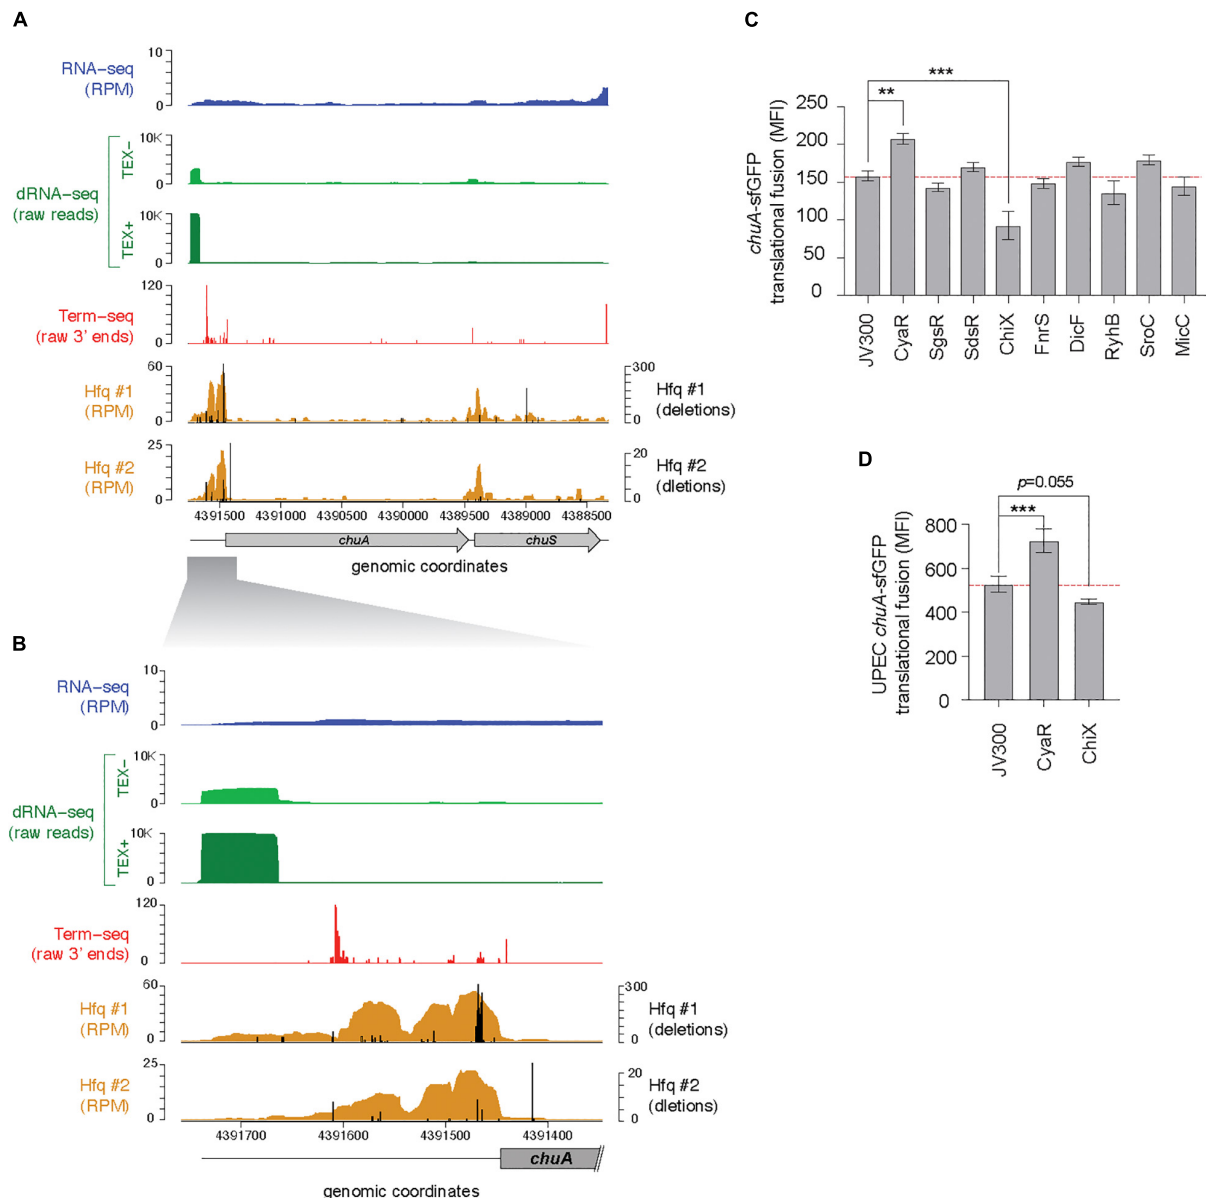 A
RNA-seq
(RPM)
10
0
dRNA-seq
(raw reads)
TEX-
10K
0
TEX+
10K
0
Term-seq
(raw 3' ends)
120
0
Hfq #1
(RPM)
60
0
300
0
Hfq #1
(deletions)
Hfq #2
(RPM)
25
0
20
0
Hfq #2
(dletions)
4391500 4391000 4390500 4390000 4389500 4389000 4388500
chuA chuS
genomic coordinates
B
RNA-seq
(RPM)
10
0
dRNA-seq
(raw reads)
TEX-
10K
0
TEX+
10K
0
Term-seq
(raw 3' ends)
120
0
Hfq #1
(RPM)
60
0
300
0
Hfq #1
(deletions)
Hfq #2
(RPM)
25
0
20
0
Hfq #2
(dletions)
4391700 4391600 4391500 4391400
chuA
genomic coordinates
C
chuA-sfGFP
translational fusion (MFI)
250
200
150
100
50
0
***
**
JV300 CyaR SgsR SdsR ChiX FnrS DicF RyhB SroC MicC
D
UPEC chuA-sfGFP
translational fusion (MFI)
800
600
400
200
0
p=0.055
***
JV300 CyaR ChiX